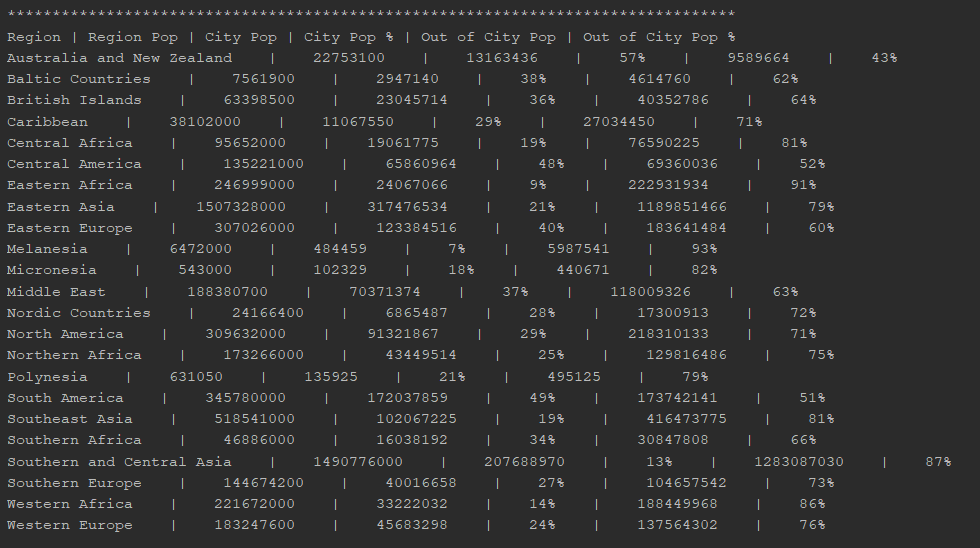 *********************************************************************************
Region | Region Pop | City Pop | City Pop % | Out of City Pop | Out of City Pop %
Australia and New Zealand | 22753100 | 13163436 | 57% | 9589664 | 43%
Baltic Countries | 7561900 | 2947140 | 38% | 4614760 | 62%
British Islands | 63398500 | 23045714 | 36% | 40352786 | 64%
Caribbean | 38102000 | 11067550 | 29% | 27034450 | 71%
Central Africa | 95652000 | 19061775 | 19% | 76590225 | 81%
Central America | 135221000 | 65860964 | 48% | 69360036 | 52%
Eastern Africa | 246999000 | 24067066 | 9% | 222931934 | 91%
Eastern Asia | 1507328000 | 317476534 | 21% | 1189851466 | 79%
Eastern Europe | 307026000 | 123384516 | 40% | 183641484 | 60%
Melanesia | 6472000 | 484459 | 7% | 5987541 | 93%
Micronesia | 543000 | 102329 | 18% | 440671 | 82%
Middle East | 188380700 | 70371374 | 37% | 118009326 | 63%
Nordic Countries | 24166400 | 6865487 | 28% | 17300913 | 72%
North America | 309632000 | 91321867 | 29% | 218310133 | 71%
Northern Africa | 173266000 | 43449514 | 25% | 129816486 | 75%
Polynesia | 631050 | 135925 | 21% | 495125 | 79%
South America | 345780000 | 172037859 | 49% | 173742141 | 51%
Southeast Asia | 518541000 | 102067225 | 19% | 416473775 | 81%
Southern Africa | 46886000 | 16038192 | 34% | 30847808 | 66%
Southern and Central Asia | 1490776000 | 207688970 | 13% | 1283087030 | 87%
Southern Europe | 144674200 | 40016658 | 27% | 104657542 | 73%
Western Africa | 221672000 | 33222032 | 14% | 188449968 | 86%
Western Europe | 183247600 | 45683298 | 24% | 137564302 | 76%